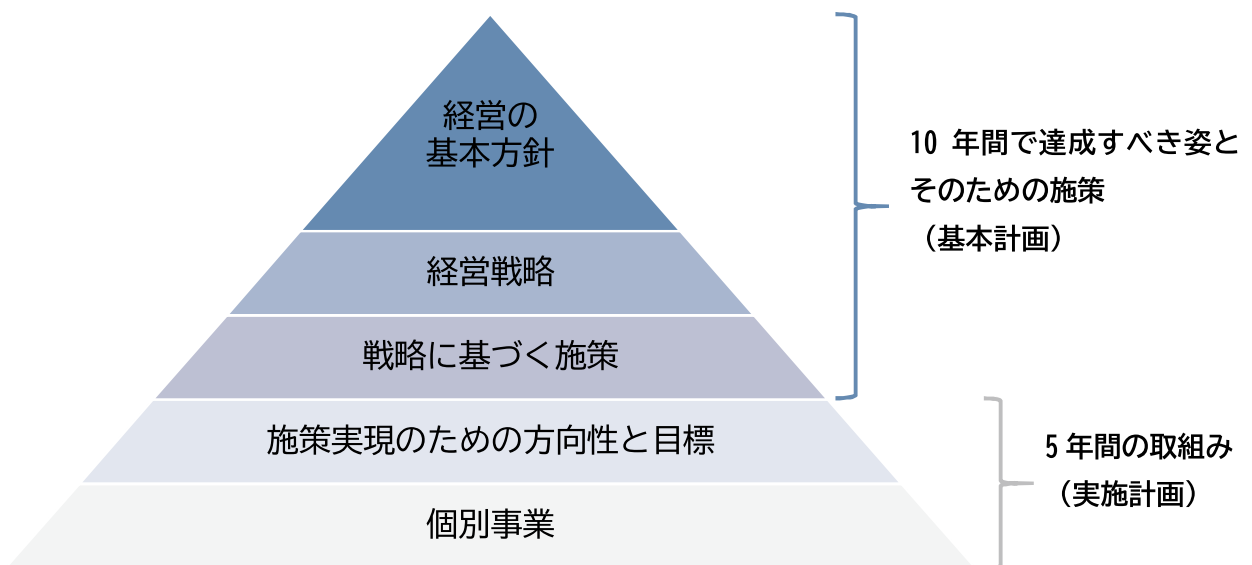 経営の
基本方針
経営戦略
戦略に基づく施策
施策実現のための方向性と目標
個別事業
10 年間で達成すべき姿と
そのための施策
（基本計画）
5 年間の取組み
（実施計画）